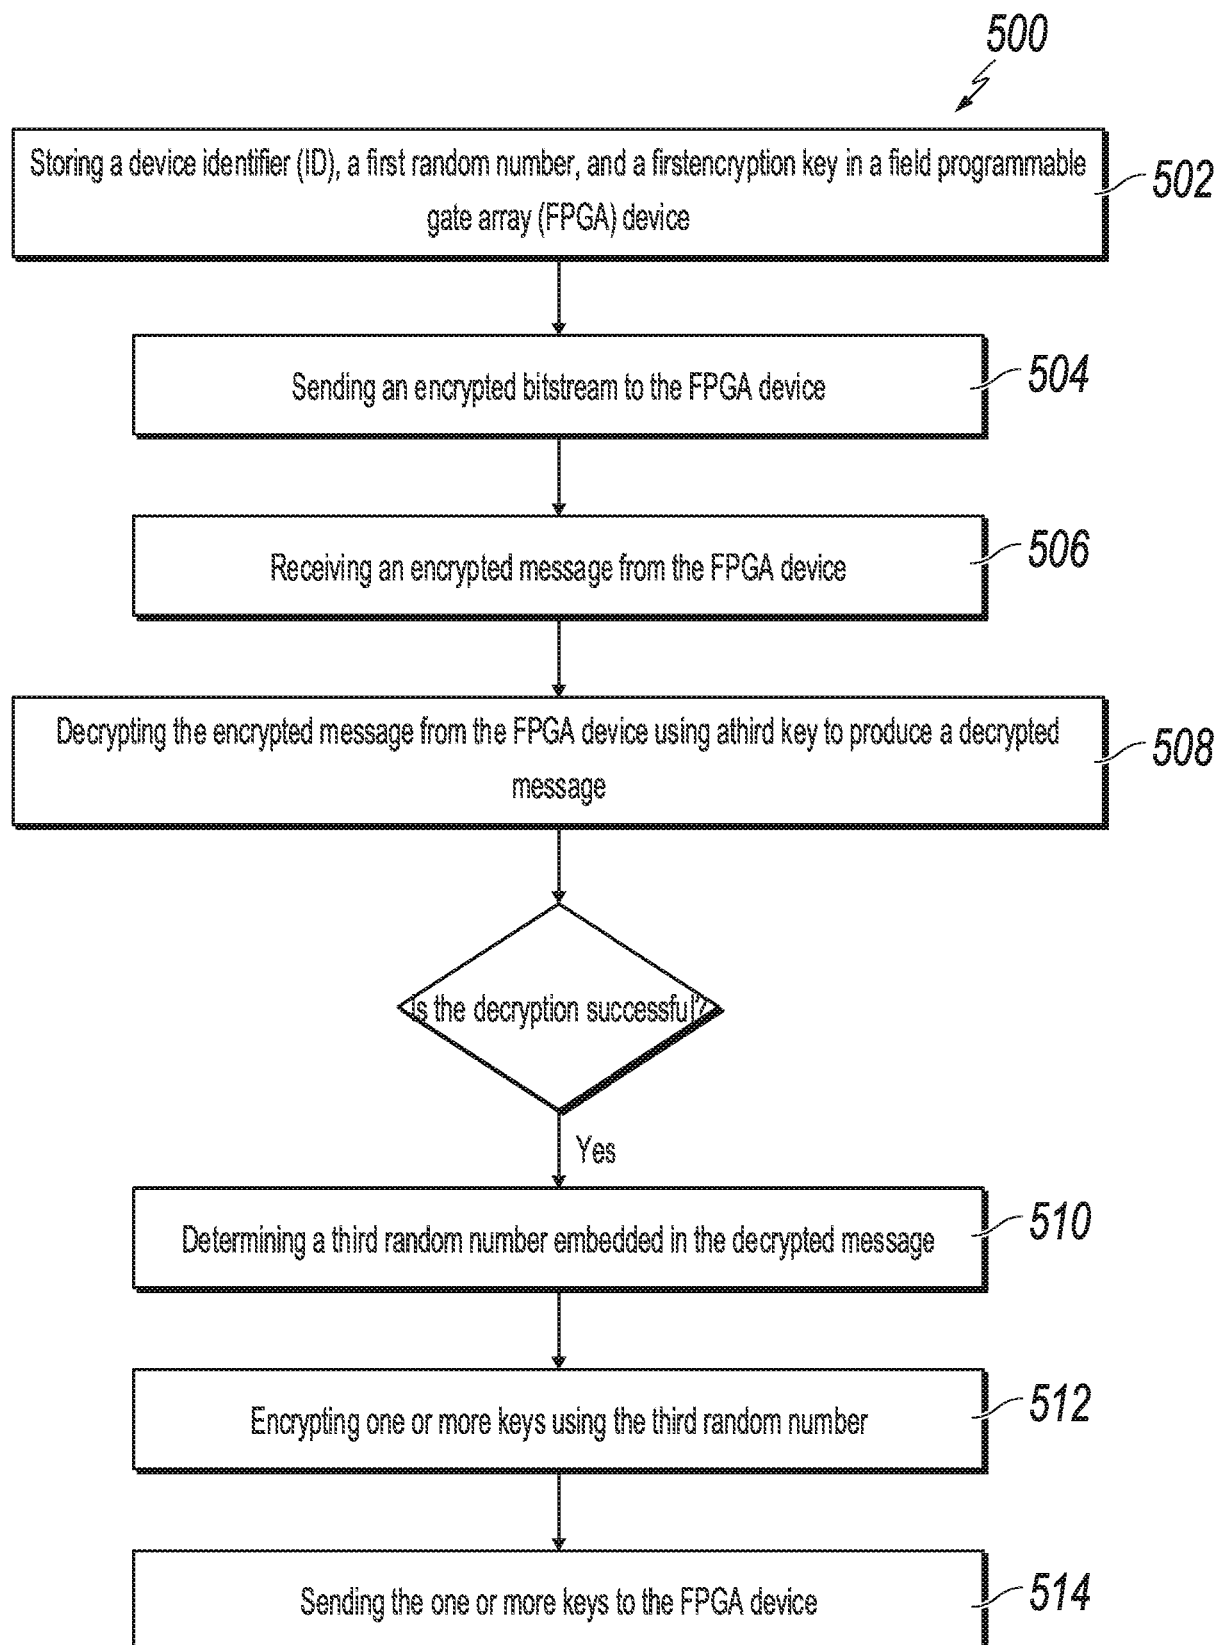 500
Storing a device identifier (ID), a first random number, and a firstencryption key in a field programmable
gate array (FPGA) device
502
Sending an encrypted bitstream to the FPGA device
504
Receiving an encrypted message from the FPGA device
506
Decrypting the encrypted message from the FPGA device using athird key to produce a decrypted
message
508
Is the decryption successful?
Yes
Determining a third random number embedded in the decrypted message
510
Encrypting one or more keys using the third random number
512
Sending the one or more keys to the FPGA device
514